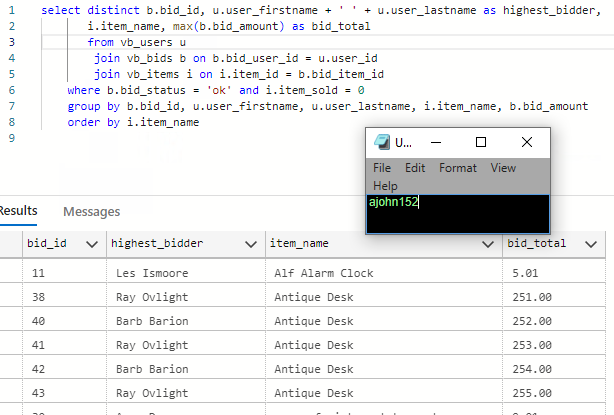 1 select distinct b.bid_id, u.user_firstname + ' ' + u.user_lastname as highest_bidder,
2 i.item_name, max(b.bid_amount) as bid_total
3 from vb_users u
4 join vb_bids b on b.bid_user_id = u.user_id
5 join vb_items i on i.item_id = b.bid_item_id
6 where b.bid_status = 'ok' and i.item_sold = 0
7 group by b.bid_id, u.user_firstname, u.user_lastname, i.item_name, b.bid_amount
8 order by i.item_name
9
U...
File Edit Format View
Help
ajohn152
Results Messages
bid_id highest_bidder item_name bid_total
11 Les Ismoore Alf Alarm Clock 5.01
38 Ray Ovlight Antique Desk 251.00
40 Barb Barion Antique Desk 252.00
41 Ray Ovlight Antique Desk 253.00
42 Barb Barion Antique Desk 254.00
43 Ray Ovlight Antique Desk 255.00